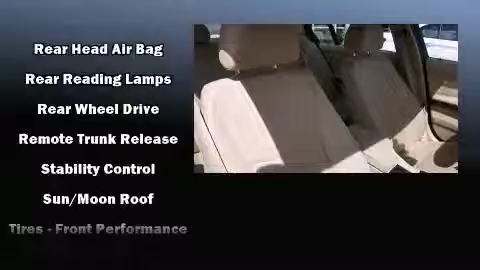 Rear Head Air Bag
Rear Reading Lamps
Rear Wheel Drive
Remote Trunk Release
Stability Control
Sun/Moon Roof
Tires - Front Performance